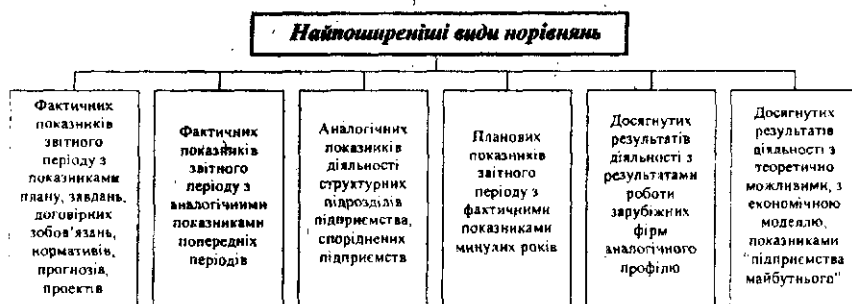 Найпоширеніші види норівнянь
Фактичних
показників
звітного
періоду з
показниками
плану, завдань,
договірних
зобов'язань,
нормативів,
прогнозів,
проектів
Фактичних
показників
звітного
періоду з
аналогічними
показниками
попередніх
періодів
Аналогічних
показників
діяльності
структурних
підрозділів
підприємства,
споріднених
підприємств
Планових
показників
звітного
періоду з
фактичними
показниками
минулих років
Досягнутих
результатів
діяльності з
результатами
роботи
зарубіжних
фірм
аналогічного
профілю
Досягнутих
результатів
діяльності з
теоретично
можливими, з
економічною
моделлю,
показниками
"підприємства
майбутнього"